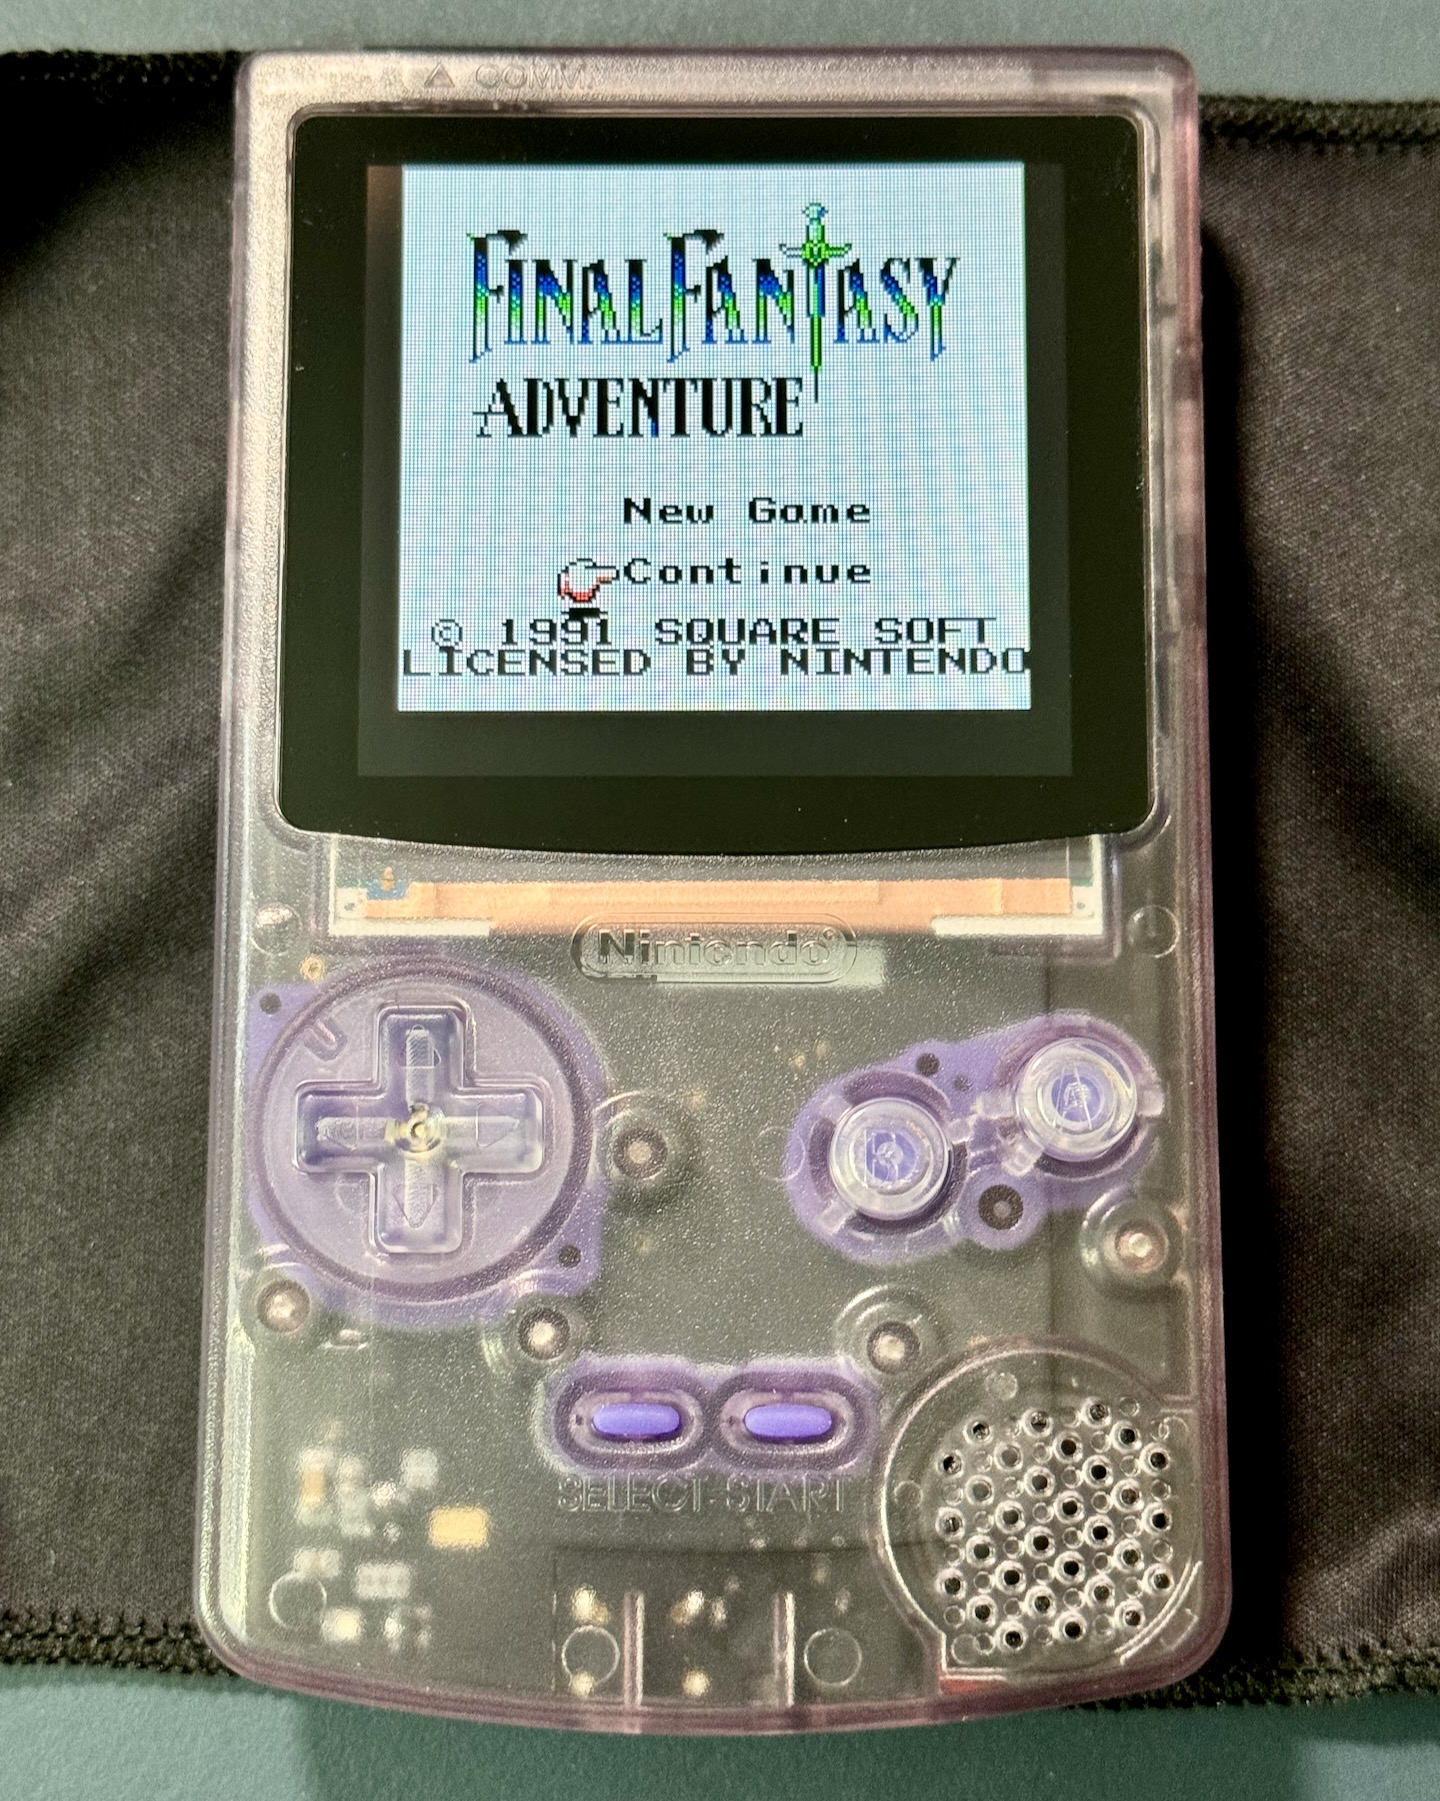 ▲ COMM.
FINAL FANTASY
ADVENTURE
New Game
Continue
© 1991 SQUARE SOFT
LICENSED BY NINTENDO
Nintendo®
B A
SELECT START